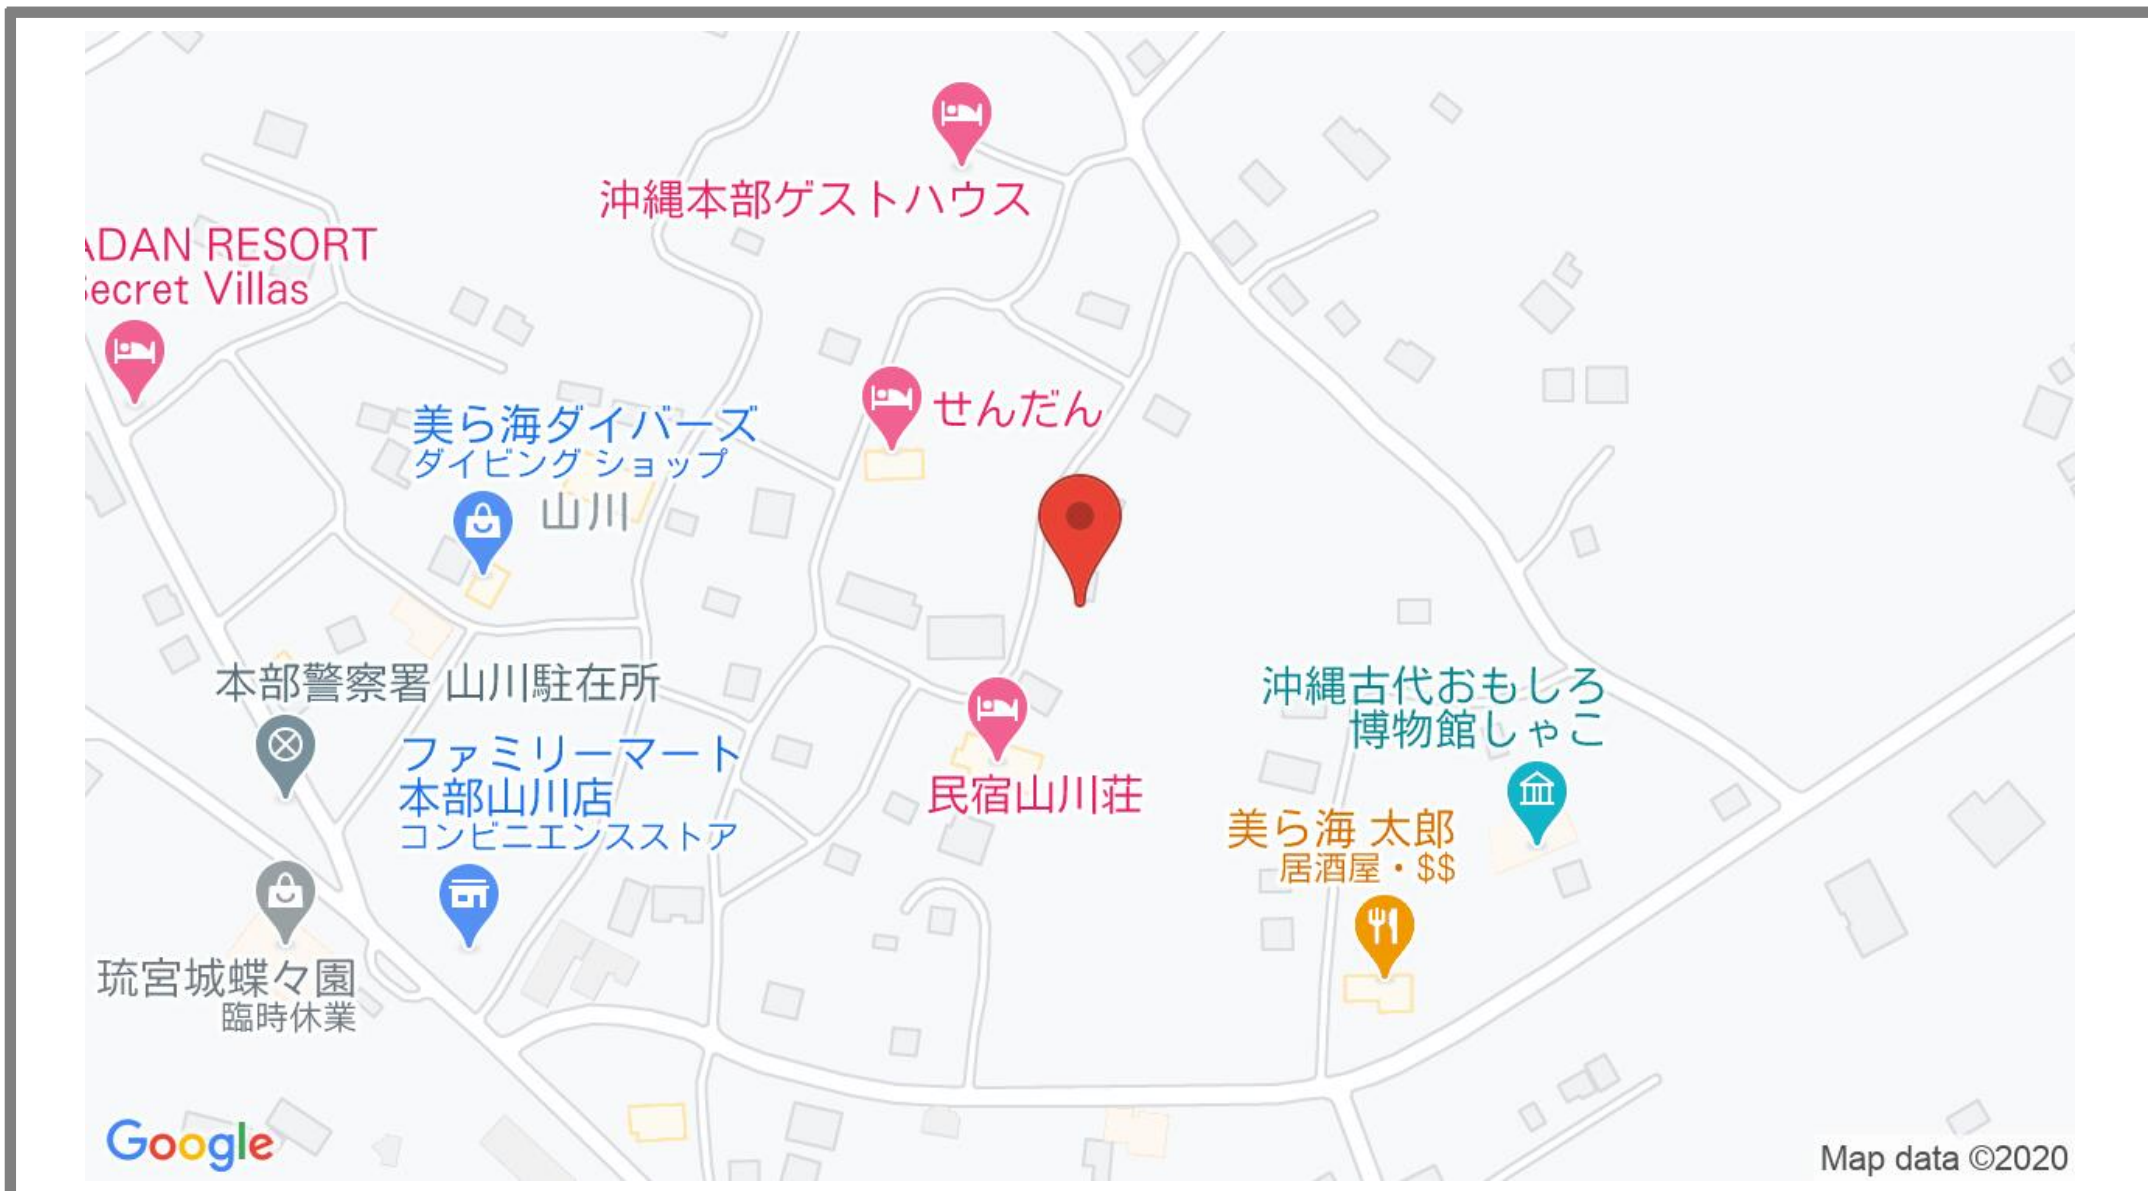 沖縄本部ゲストハウス
ADAN RESORT
ecret Villas
せんだん
美ら海ダイバーズ
ダイビング ショップ
山川
本部警察署 山川駐在所
沖縄古代おもしろ
博物館しゃこ
ファミリーマート
本部山川店
コンビニエンスストア
民宿山川荘
美ら海 太郎
居酒屋・$$
琉宮城蝶々園
臨時休業
Google
Map data ©2020